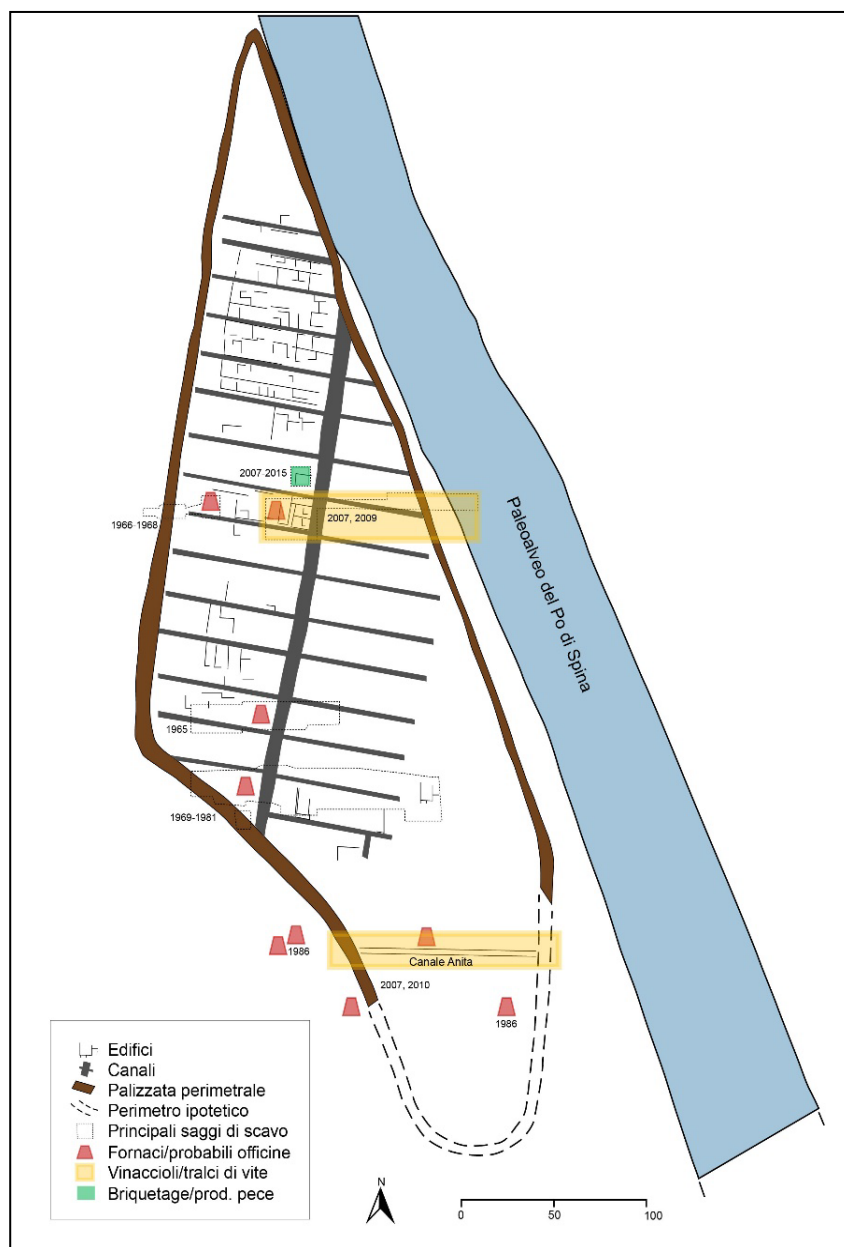 2007-2015
2007, 2009
1966-1968
Paleoalveo del Po di Spina
1965
1969-1981
1986
Canale Anita
2007, 2010
1986
Edifici
Canali
Palizzata perimetrale
Perimetro ipotetico
Principali saggi di scavo
Fornaci/probabili officine
Vinaccioli/tralci di vite
Briquetage/prod. pece
N
0 50 100